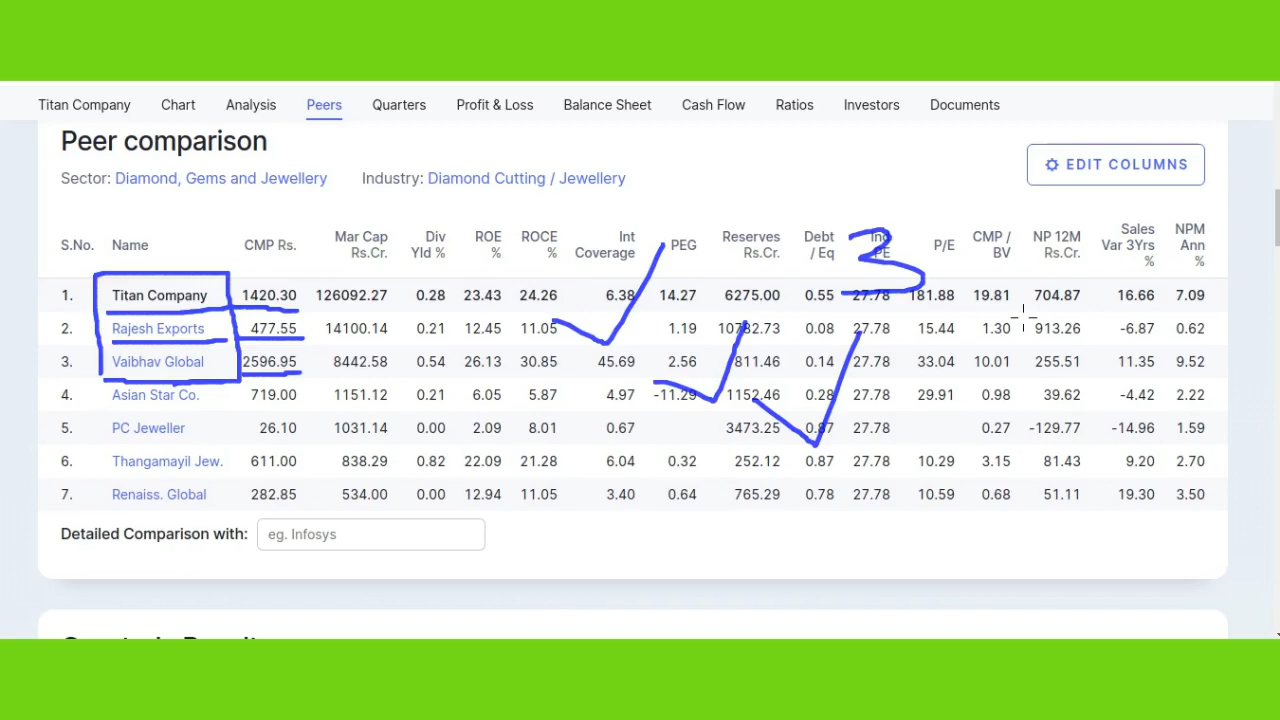 Titan Company Chart Analysis Peers Quarters Profit & Loss Balance Sheet Cash Flow Ratios Investors Documents
Peer comparison
EDIT COLUMNS
Sector: Diamond, Gems and Jewellery Industry: Diamond Cutting / Jewellery
S.No. Name CMP Rs. Mar Cap Rs.Cr. Div Yld % ROE % ROCE % Int Coverage PEG Reserves Rs.Cr. Debt / Eq Ind PE P/E CMP / BV NP 12M Rs.Cr. Sales Var 3Yrs % NPM Ann %
3
1. Titan Company 1420.30 126092.27 0.28 23.43 24.26 6.38 14.27 6275.00 0.55 27.78 181.88 19.81 704.87 16.66 7.09
2. Rajesh Exports 477.55 14100.14 0.21 12.45 11.05 1.19 10782.73 0.08 27.78 15.44 1.30 913.26 -6.87 0.62
3. Vaibhav Global 2596.95 8442.58 0.54 26.13 30.85 45.69 2.56 811.46 0.14 27.78 33.04 10.01 255.51 11.35 9.52
4. Asian Star Co. 719.00 1151.12 0.21 6.05 5.87 4.97 -11.29 1152.46 0.28 27.78 29.91 0.98 39.62 -4.42 2.22
5. PC Jeweller 26.10 1031.14 0.00 2.09 8.01 0.67 3473.25 0.87 27.78 0.27 -129.77 -14.96 1.59
6. Thangamayil Jew. 611.00 838.29 0.82 22.09 21.28 6.04 0.32 252.12 0.87 27.78 10.29 3.15 81.43 9.20 2.70
7. Renaiss. Global 282.85 534.00 0.00 12.94 11.05 3.40 0.64 765.29 0.78 27.78 10.59 0.68 51.11 19.30 3.50
Detailed Comparison with: eg. Infosys